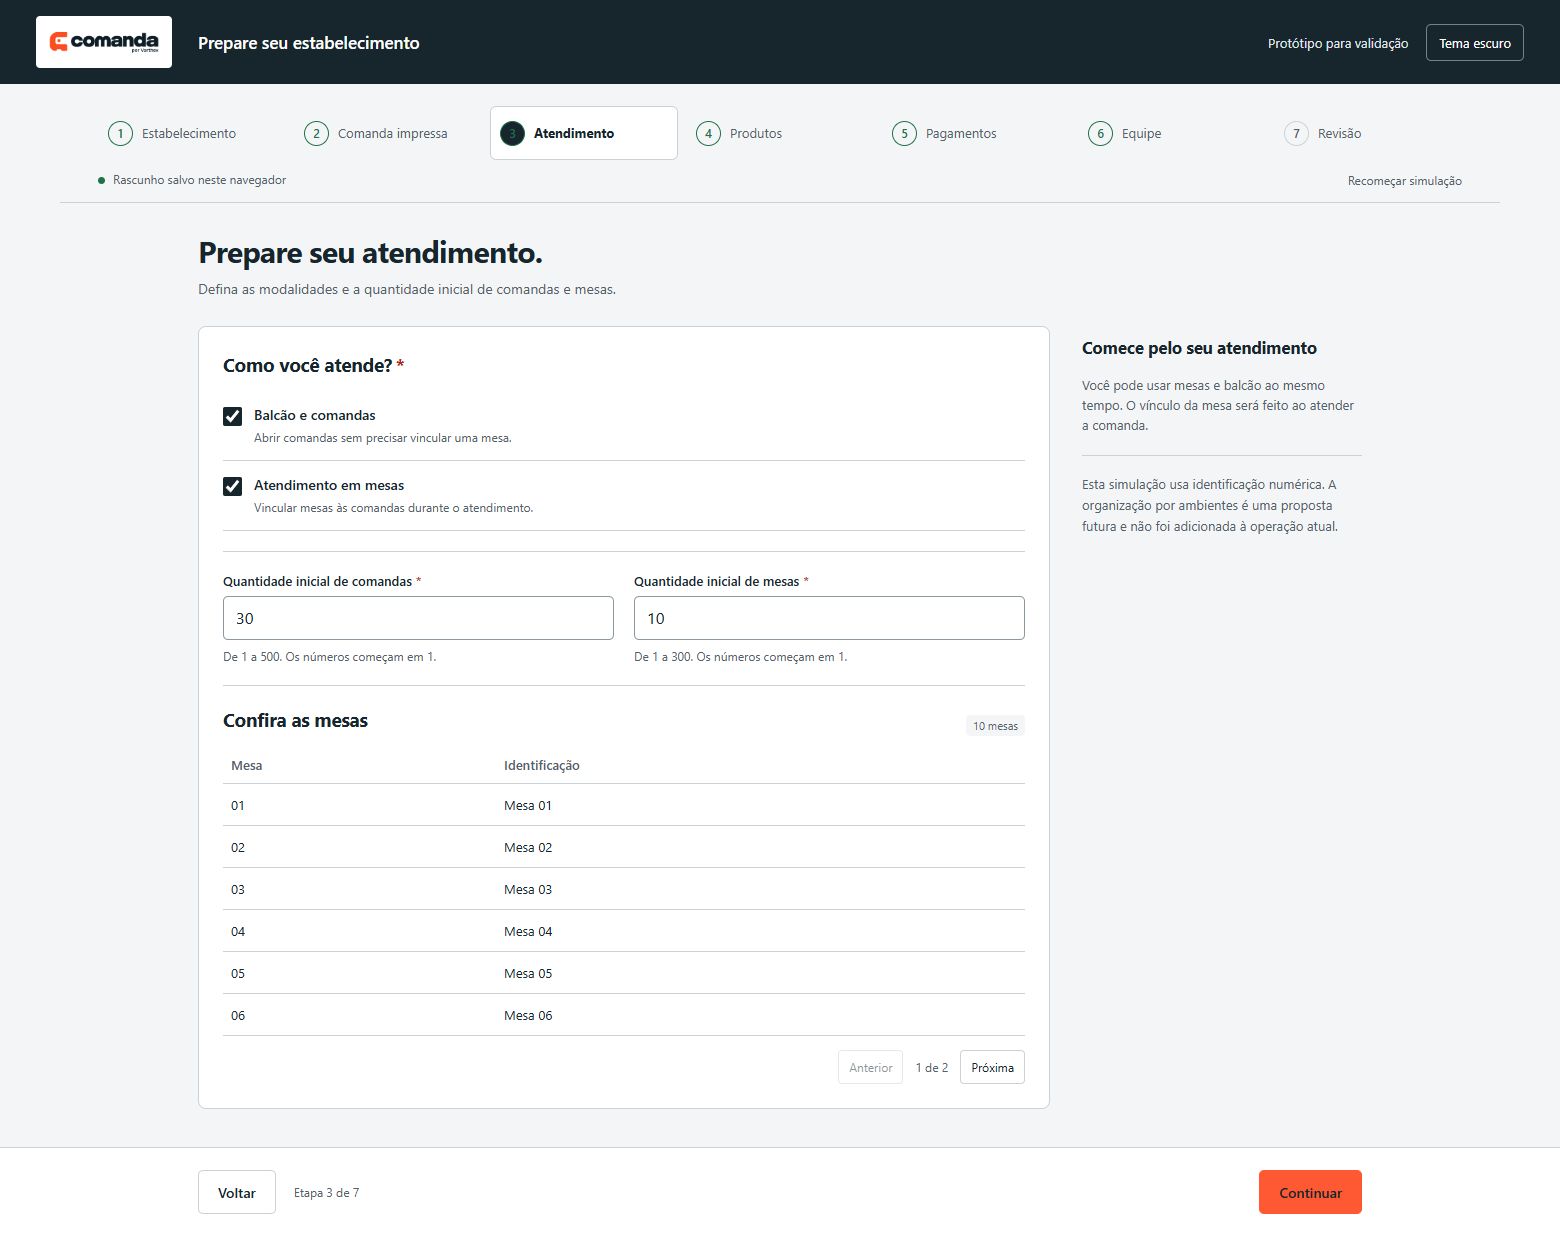 comanda
por Vorthex
Prepare seu estabelecimento
Protótipo para validação
Tema escuro
1 Estabelecimento
2 Comanda impressa
3 Atendimento
4 Produtos
5 Pagamentos
6 Equipe
7 Revisão
Rascunho salvo neste navegador
Recomeçar simulação
Prepare seu atendimento.
Defina as modalidades e a quantidade inicial de comandas e mesas.
Como você atende? *
Balcão e comandas
Abrir comandas sem precisar vincular uma mesa.
Atendimento em mesas
Vincular mesas às comandas durante o atendimento.
Quantidade inicial de comandas *
30
De 1 a 500. Os números começam em 1.
Quantidade inicial de mesas *
10
De 1 a 300. Os números começam em 1.
Confira as mesas
10 mesas
Mesa Identificação
01 Mesa 01
02 Mesa 02
03 Mesa 03
04 Mesa 04
05 Mesa 05
06 Mesa 06
Anterior
1 de 2
Próxima
Comece pelo seu atendimento
Você pode usar mesas e balcão ao mesmo
tempo. O vínculo da mesa será feito ao atender
a comanda.
Esta simulação usa identificação numérica. A
organização por ambientes é uma proposta
futura e não foi adicionada à operação atual.
Voltar
Etapa 3 de 7
Continuar